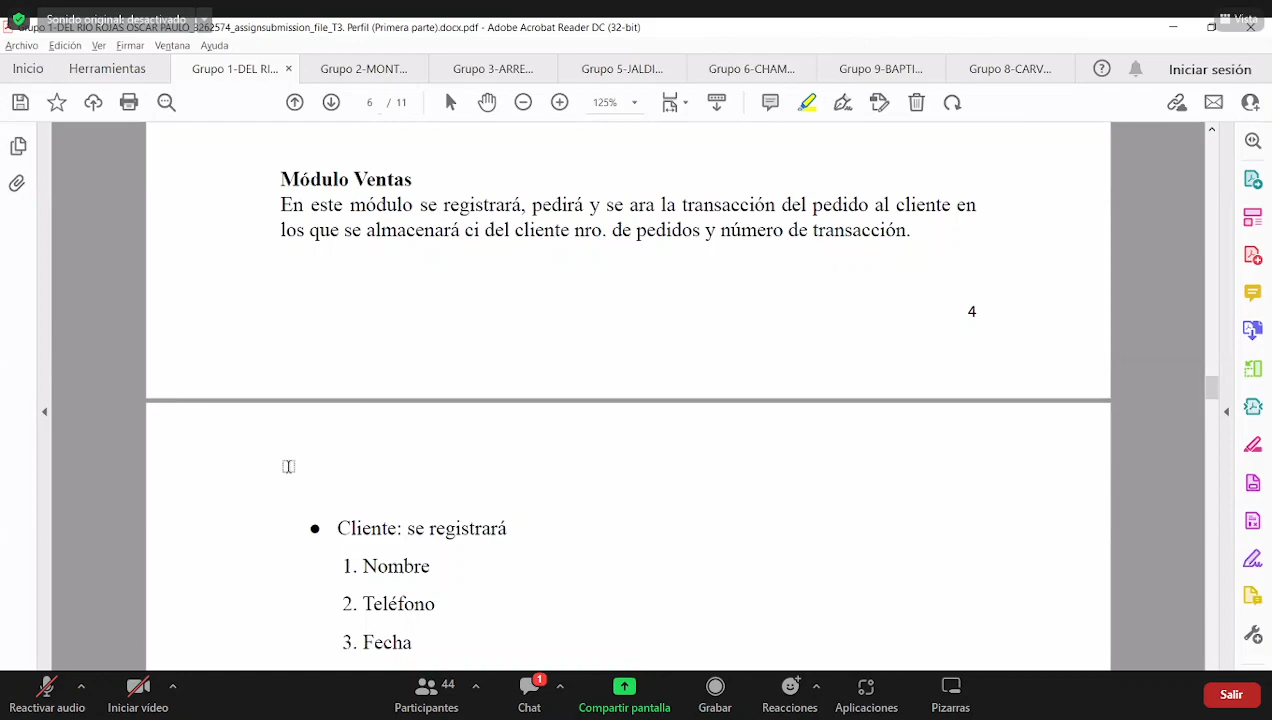 Sonido original: desactivado
Vista
Grupo 1-DEL RIO ROJAS OSCAR PAULO_3262574_assignsubmission_file_T3. Perfil (Primera parte).docx.pdf - Adobe Acrobat Reader DC (32-bit)
Archivo Edición Ver Firmar Ventana Ayuda
Inicio Herramientas Grupo 1-DEL RI... Grupo 2-MONT... Grupo 3-ARRE... Grupo 5-JALDI... Grupo 6-CHAM... Grupo 9-BAPTI... Grupo 8-CARV... Iniciar sesión
6 / 11 125%
Módulo Ventas
En este módulo se registrará, pedirá y se ara la transacción del pedido al cliente en
los que se almacenará ci del cliente nro. de pedidos y número de transacción.
4
● Cliente: se registrará
1. Nombre
2. Teléfono
3. Fecha
44 1
Reactivar audio Iniciar vídeo Participantes Chat Compartir pantalla Grabar Reacciones Aplicaciones Pizarras Salir